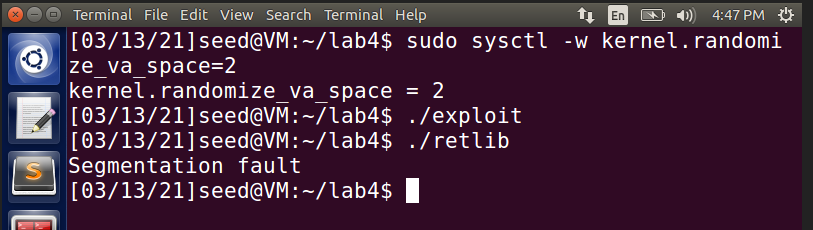 Terminal File Edit View Search Terminal Help En 4:47 PM
[03/13/21]seed@VM:~/lab4$ sudo sysctl -w kernel.randomi
ze_va_space=2
kernel.randomize_va_space = 2
[03/13/21]seed@VM:~/lab4$ ./exploit
[03/13/21]seed@VM:~/lab4$ ./retlib
Segmentation fault
[03/13/21]seed@VM:~/lab4$